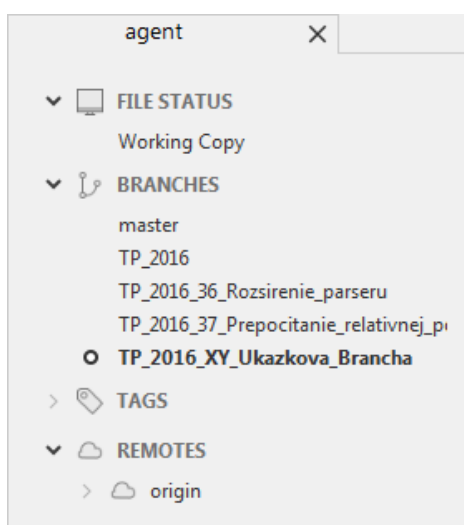 agent
FILE STATUS
Working Copy
BRANCHES
master
TP_2016
TP_2016_36_Rozsirenie_parseru
TP_2016_37_Prepocitanie_relativnej_p
TP_2016_XY_Ukazkova_Brancha
TAGS
REMOTES
origin